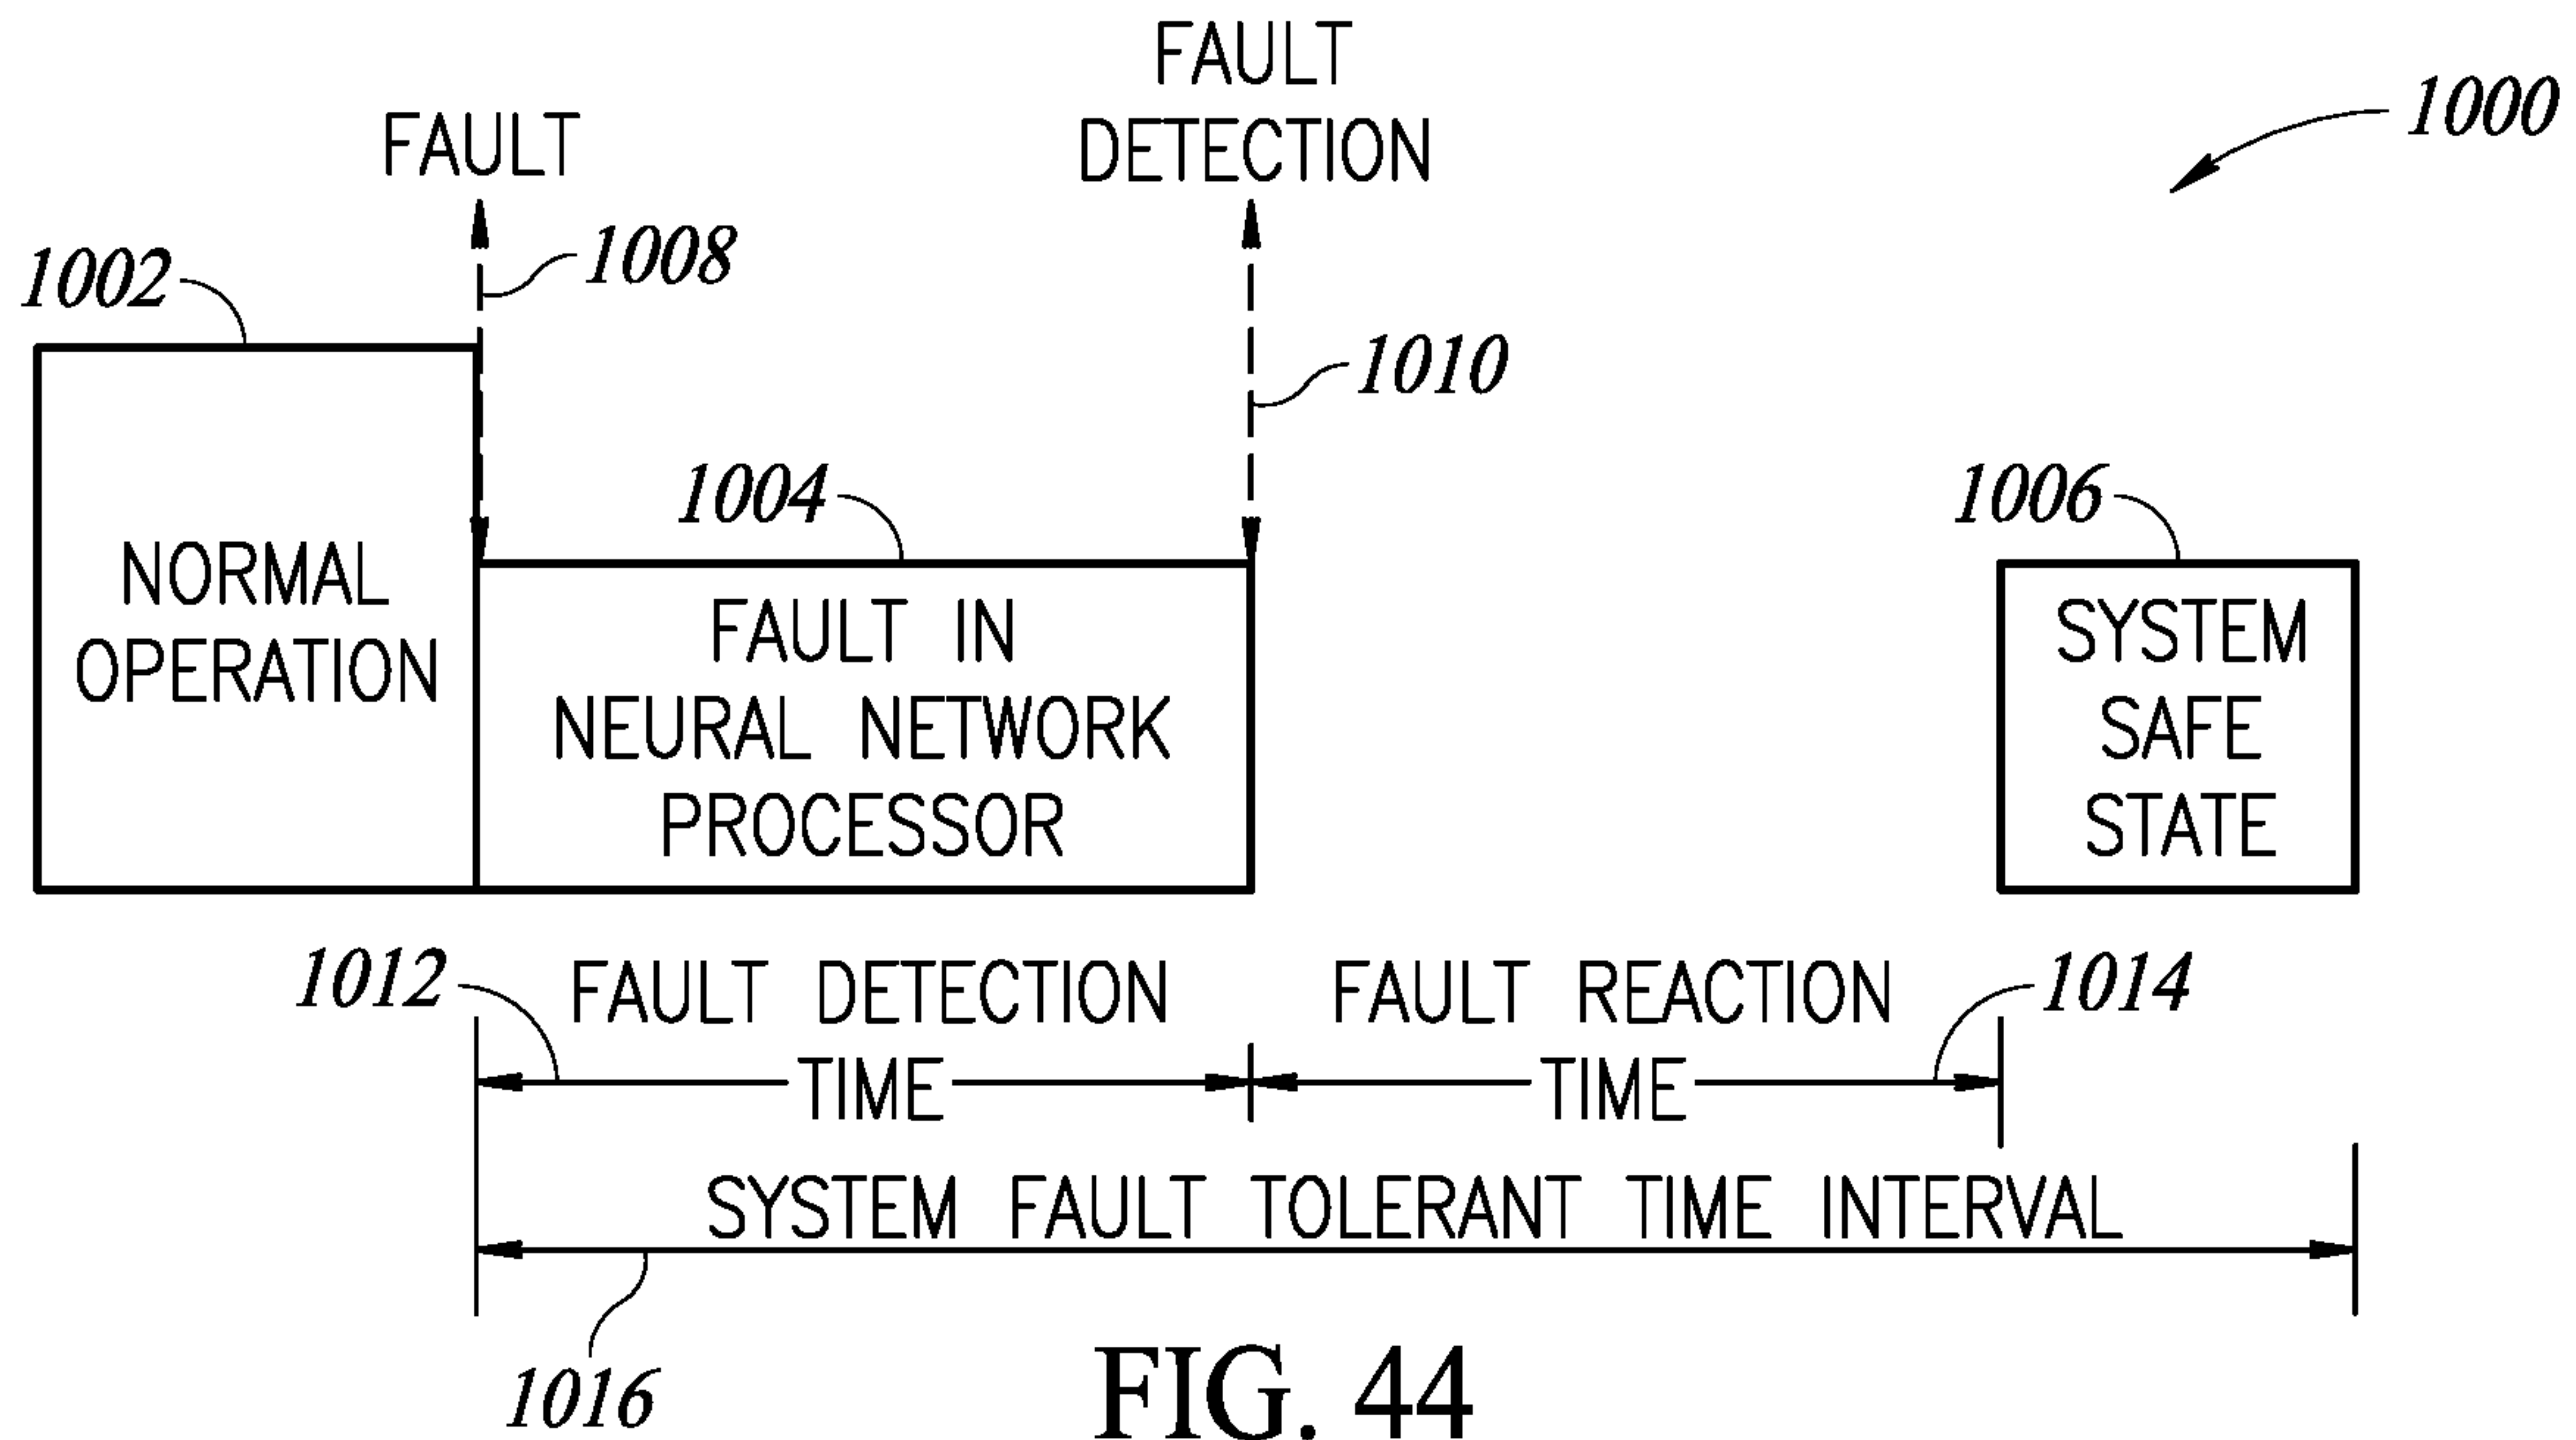 FAULT
DETECTION
1000
FAULT
1008
1002
1010
1004
1006
NORMAL
OPERATION
FAULT IN
NEURAL NETWORK
PROCESSOR
SYSTEM
SAFE
STATE
1012
FAULT DETECTION
TIME
FAULT REACTION
TIME
1014
SYSTEM FAULT TOLERANT TIME INTERVAL
1016
FIG. 44